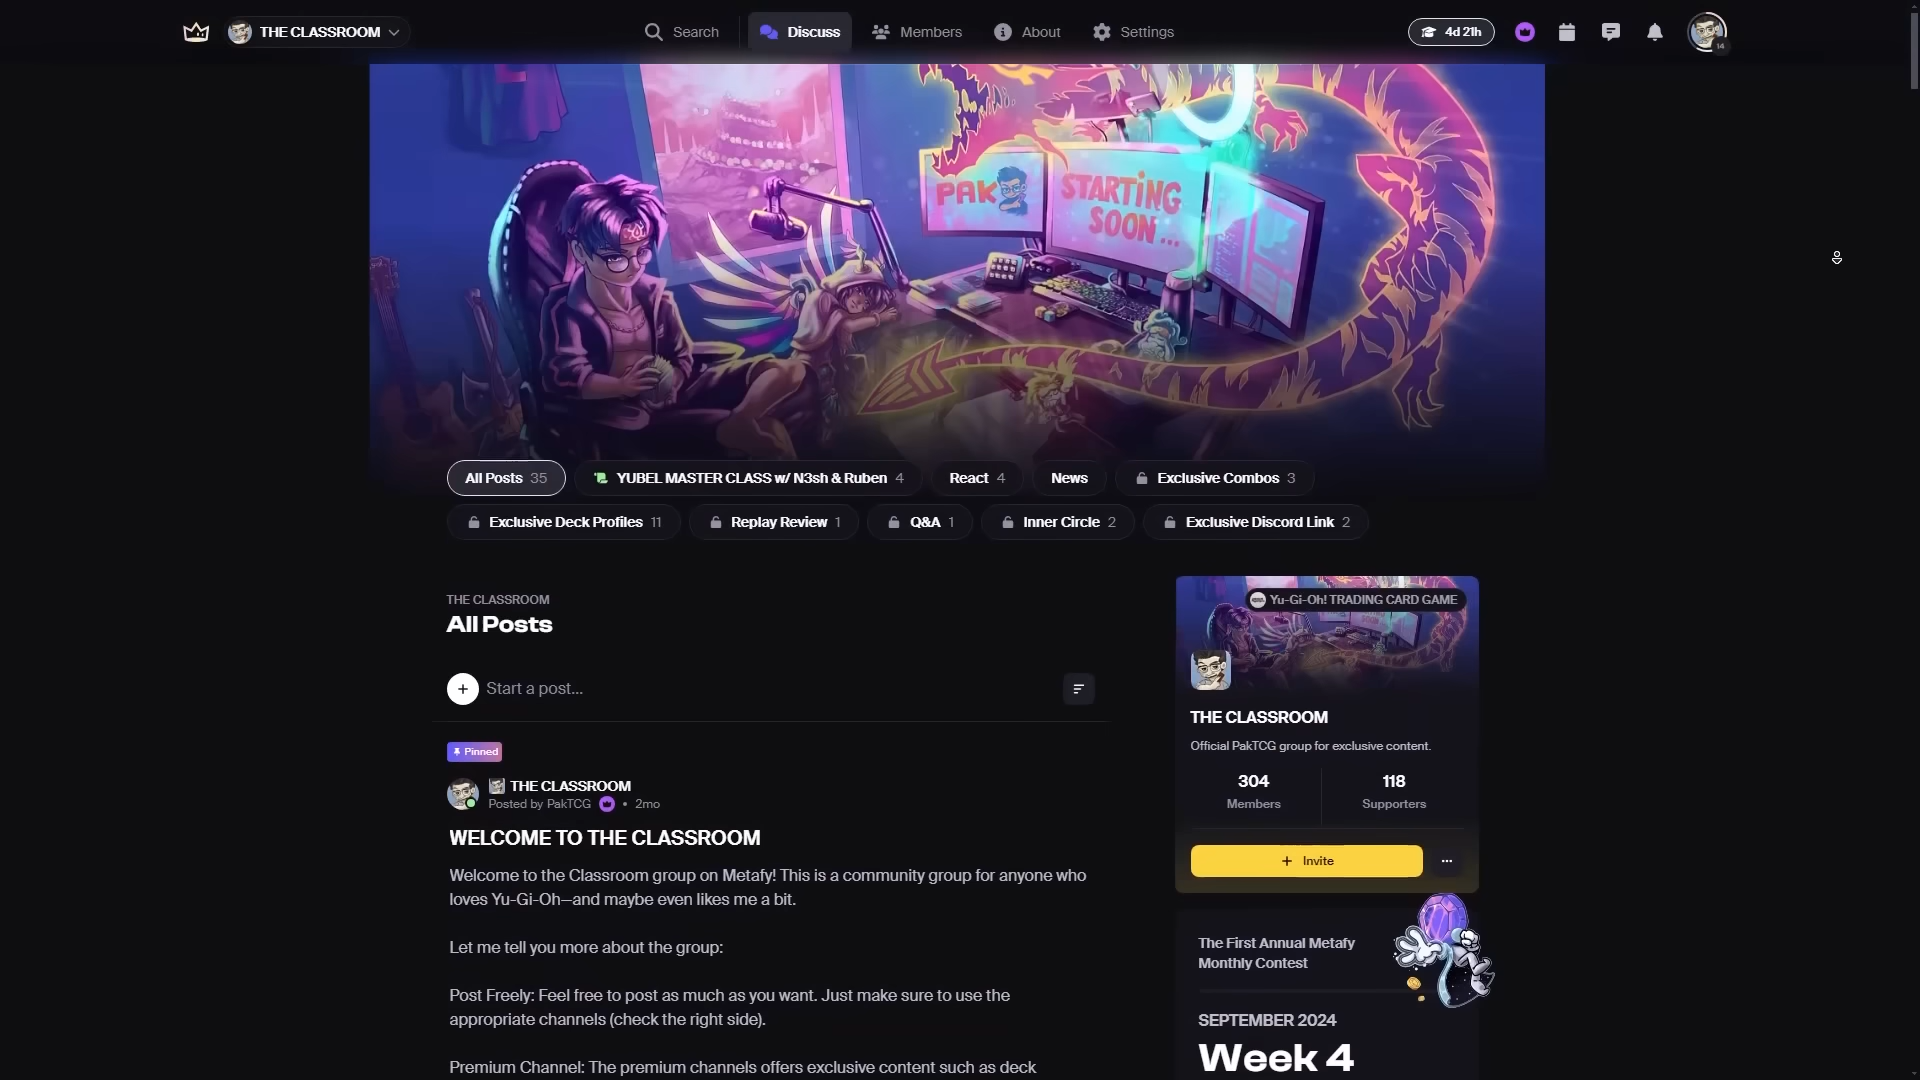 THE CLASSROOM
Search
Discuss
Members
About
Settings
4d 21h
14
PAK
STARTING
SOON...
All Posts 35
YUBEL MASTER CLASS w/ N3sh & Ruben 4
React 4
News
Exclusive Combos 3
Exclusive Deck Profiles 11
Replay Review 1
Q&A 1
Inner Circle 2
Exclusive Discord Link 2
THE CLASSROOM
All Posts
Start a post...
Pinned
THE CLASSROOM
Posted by PakTCG • 2mo
WELCOME TO THE CLASSROOM
Welcome to the Classroom group on Metafy! This is a community group for anyone who
loves Yu-Gi-Oh—and maybe even likes me a bit.
Let me tell you more about the group:
Post Freely: Feel free to post as much as you want. Just make sure to use the
appropriate channels (check the right side).
Premium Channel: The premium channels offers exclusive content such as deck
Yu-Gi-Oh! TRADING CARD GAME
THE CLASSROOM
Official PakTCG group for exclusive content.
304
Members
118
Supporters
+ Invite
The First Annual Metafy
Monthly Contest
SEPTEMBER 2024
Week 4